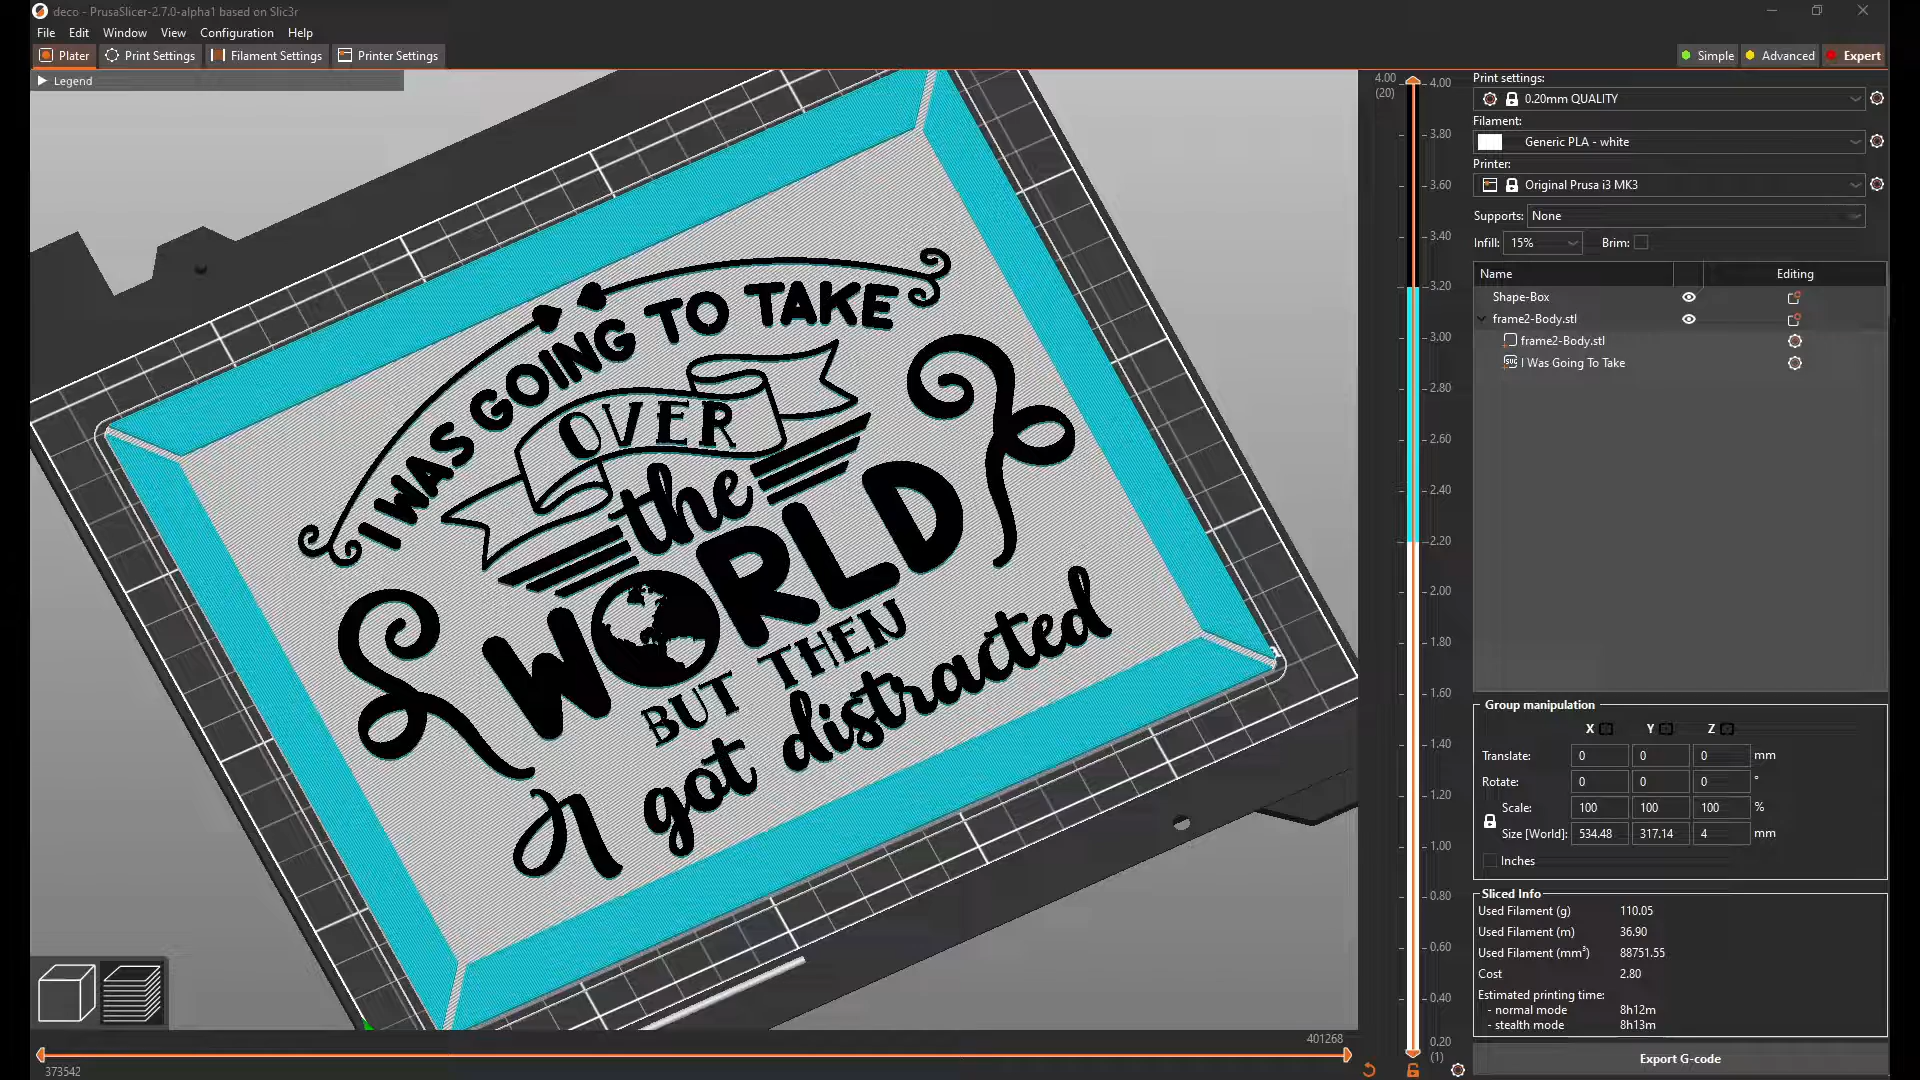 deco - PrusaSlicer-2.7.0-alpha1 based on Slic3r
File Edit Window View Configuration Help
Plater Print Settings Filament Settings Printer Settings
Simple Advanced Expert
Legend
I WAS GOING TO TAKE
OVER
the
WORLD
BUT THEN
I got distracted
4.00
(20)
4.00
3.80
3.60
3.40
3.20
3.00
2.80
2.60
2.40
2.20
2.00
1.80
1.60
1.40
1.20
1.00
0.80
0.60
0.40
0.20
(1)
401268
373542
Print settings:
0.20mm QUALITY
Filament:
Generic PLA - white
Printer:
Original Prusa i3 MK3
Supports: None
Infill: 15% Brim:
Name Editing
Shape-Box
frame2-Body.stl
frame2-Body.stl
SVG I Was Going To Take
Group manipulation
X Y Z
Translate: 0 0 0 mm
Rotate: 0 0 0 °
Scale: 100 100 100 %
Size [World]: 534.48 317.14 4 mm
Inches
Sliced Info
Used Filament (g) 110.05
Used Filament (m) 36.90
Used Filament (mm³) 88751.55
Cost 2.80
Estimated printing time:
- normal mode 8h12m
- stealth mode 8h13m
Export G-code